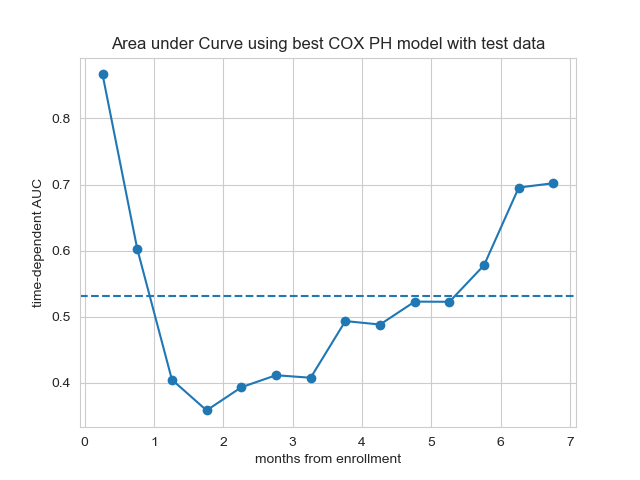 Area under Curve using best COX PH model with test data
time-dependent AUC
0.8
0.7
0.6
0.5
0.4
0 1 2 3 4 5 6 7
months from enrollment